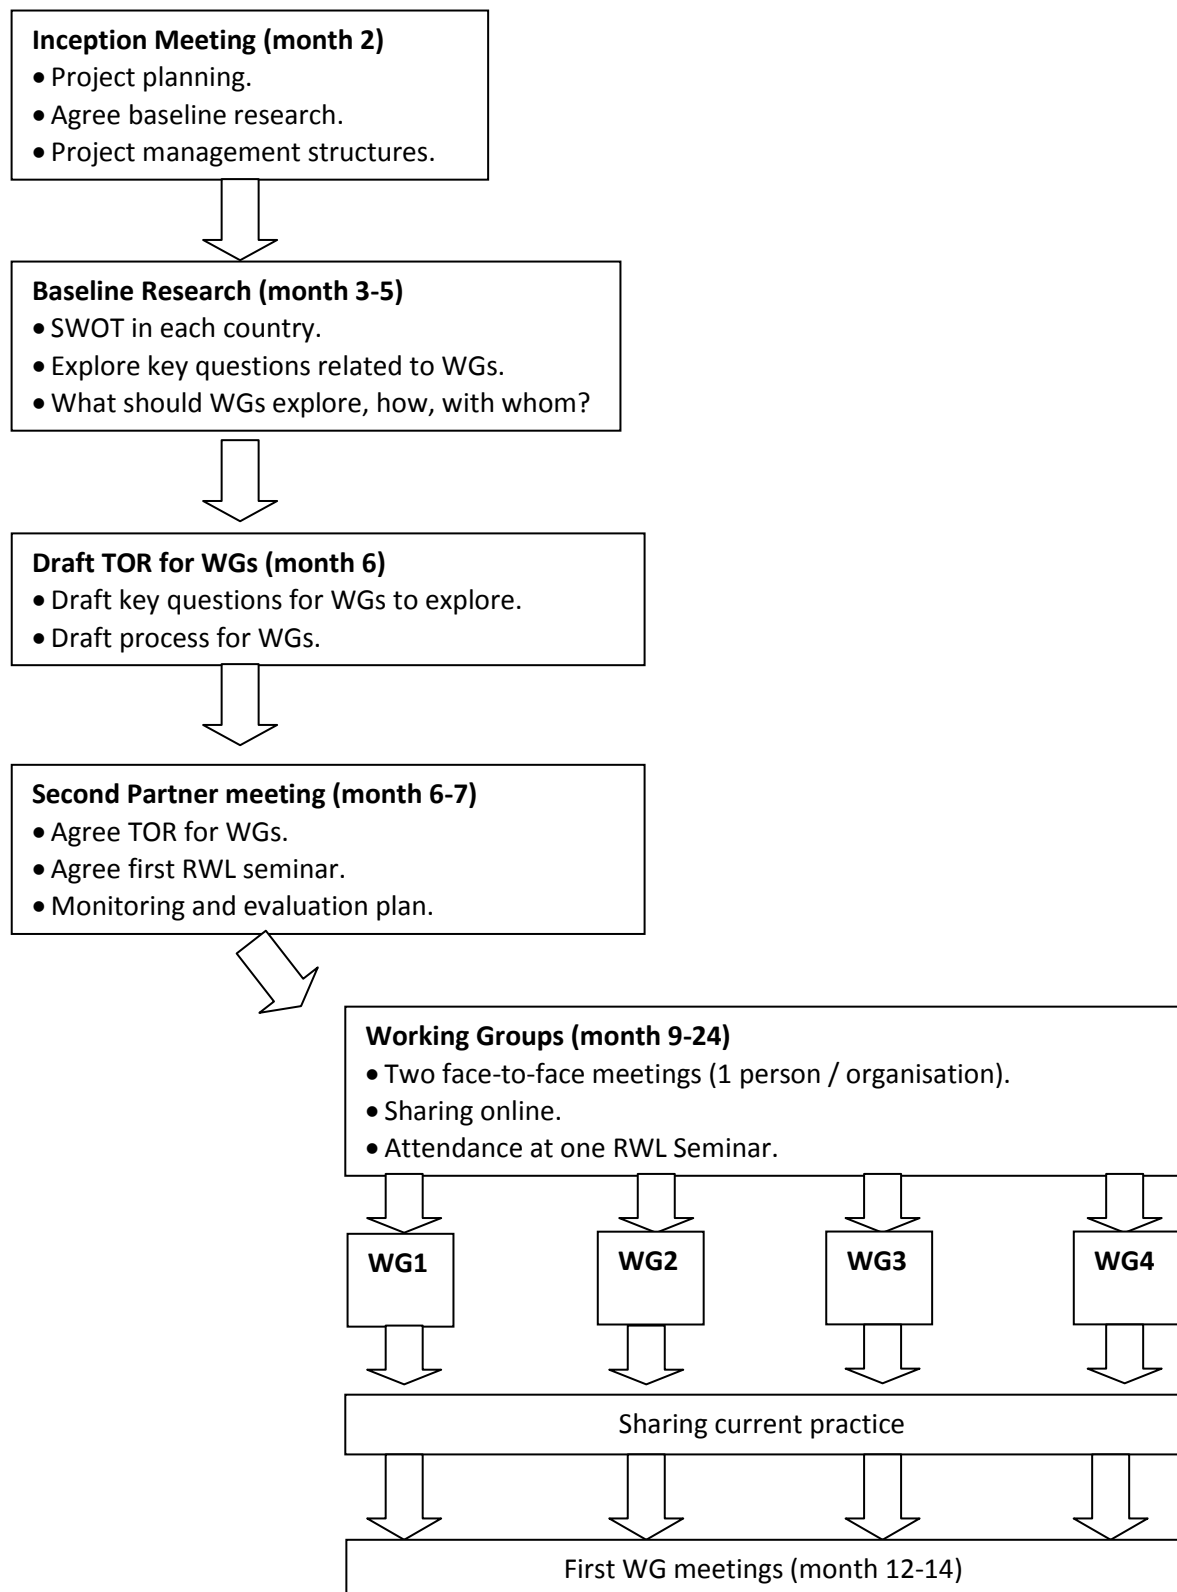 Inception Meeting (month 2)
• Project planning.
• Agree baseline research.
• Project management structures.
Baseline Research (month 3-5)
• SWOT in each country.
• Explore key questions related to WGs.
• What should WGs explore, how, with whom?
Draft TOR for WGs (month 6)
• Draft key questions for WGs to explore.
• Draft process for WGs.
Second Partner meeting (month 6-7)
• Agree TOR for WGs.
• Agree first RWL seminar.
• Monitoring and evaluation plan.
Working Groups (month 9-24)
• Two face-to-face meetings (1 person / organisation).
• Sharing online.
• Attendance at one RWL Seminar.
WG1 WG2 WG3 WG4
Sharing current practice
First WG meetings (month 12-14)